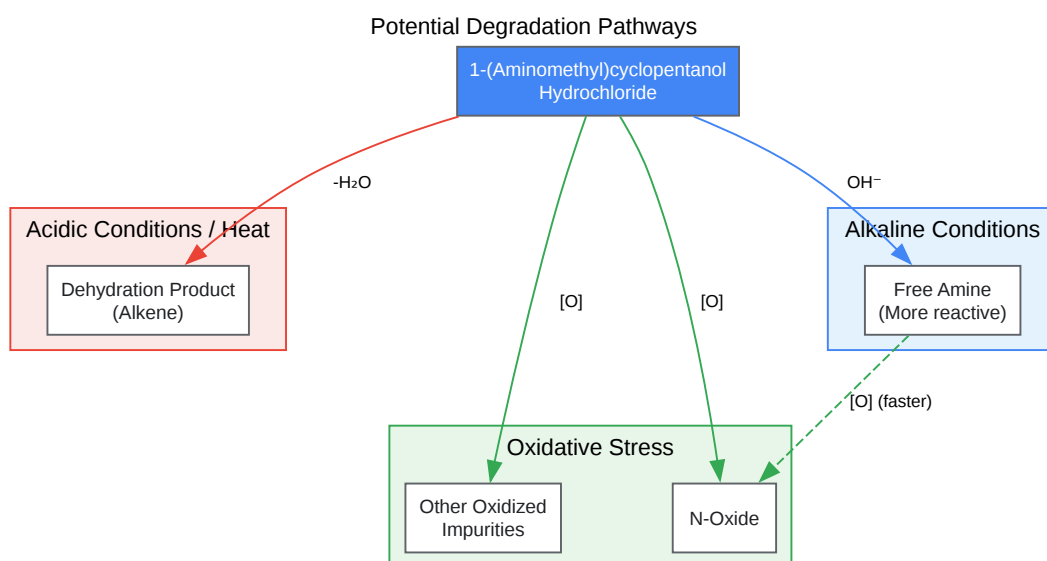 Potential Degradation Pathways
1-(Aminomethyl)cyclopentanol
Hydrochloride
-H₂O
OH⁻
Acidic Conditions / Heat
Alkaline Conditions
Dehydration Product
(Alkene)
[O]
[O]
Free Amine
(More reactive)
[O] (faster)
Oxidative Stress
Other Oxidized
Impurities
N-Oxide